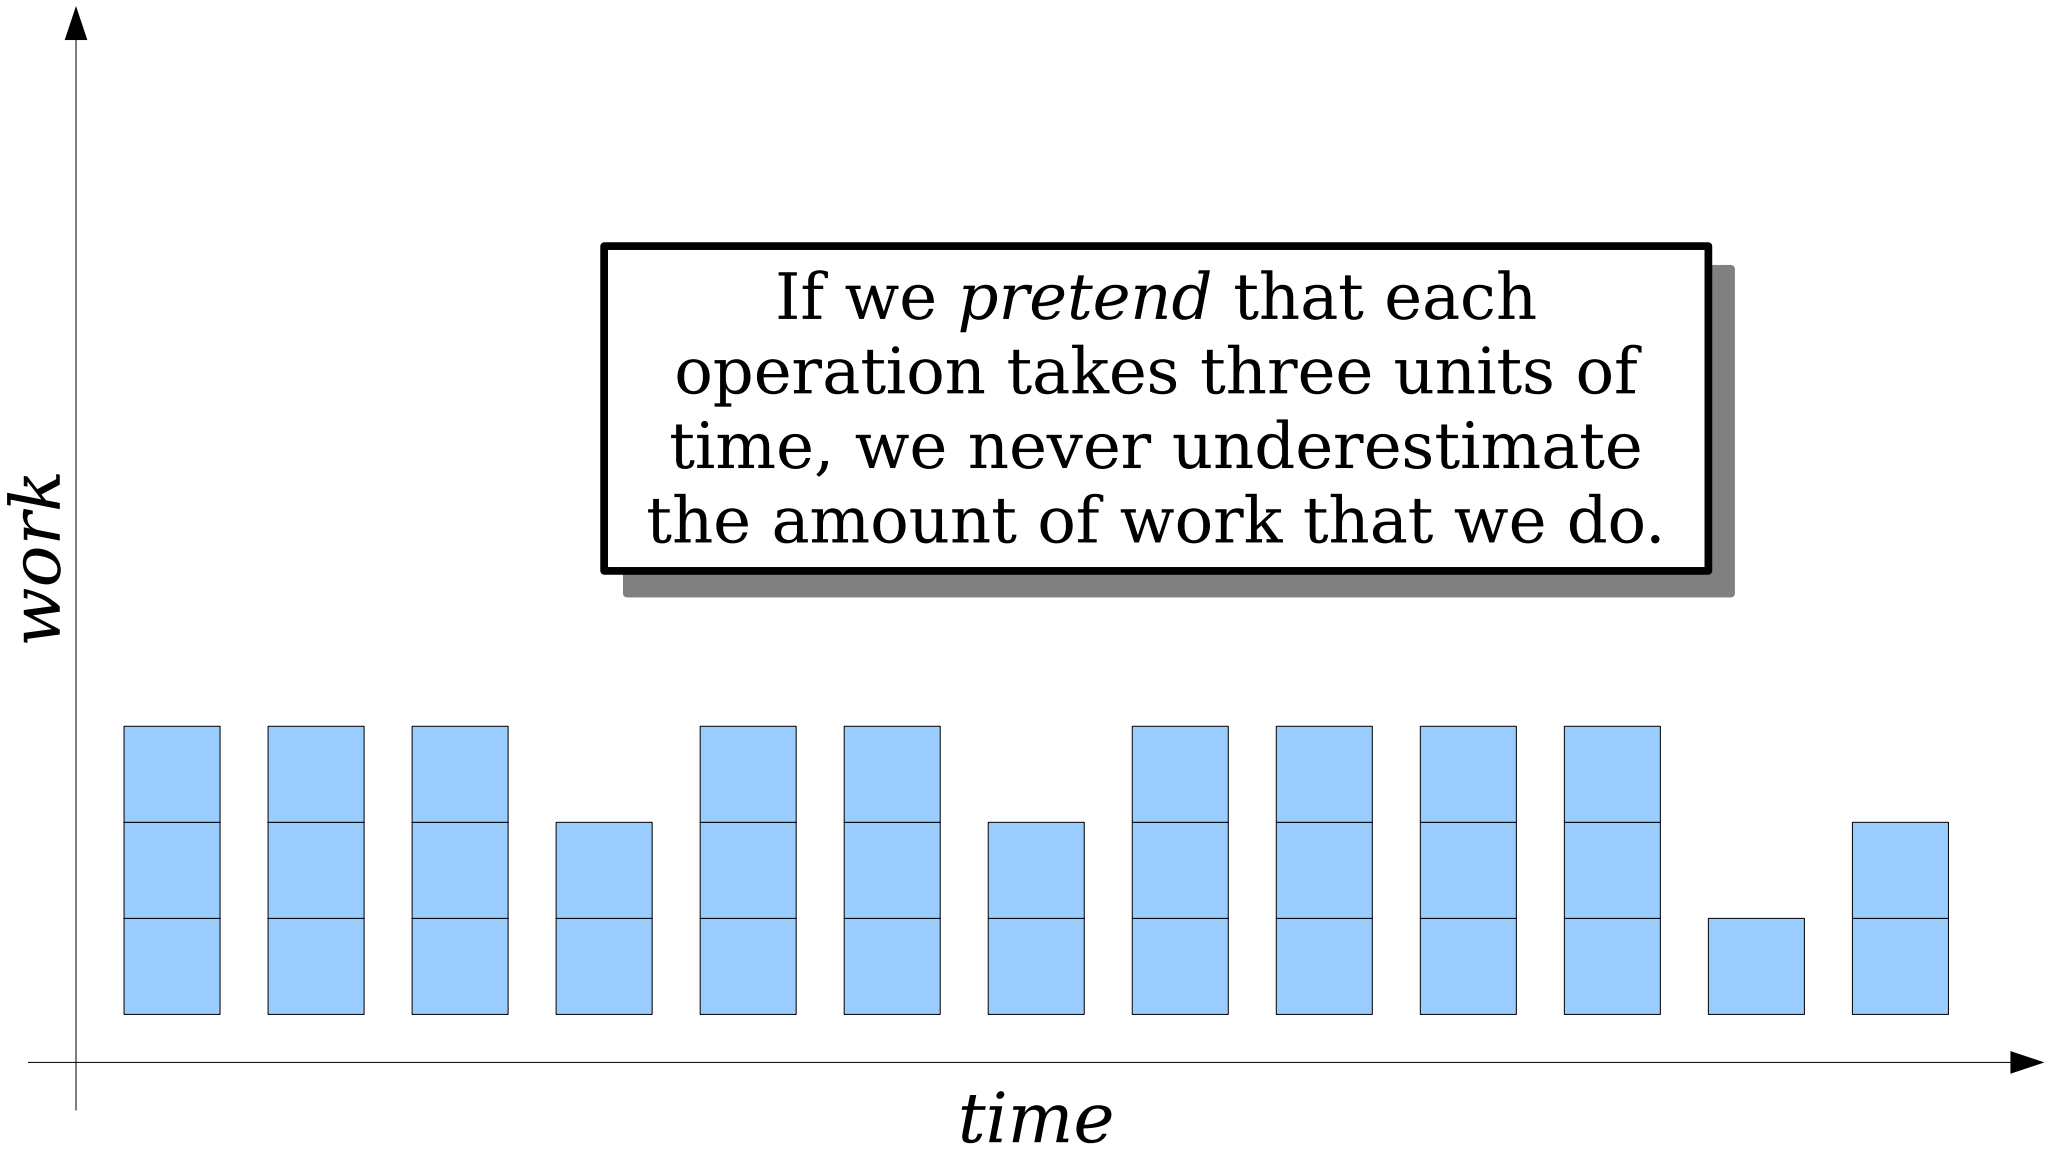 If we pretend that each
operation takes three units of
time, we never underestimate
the amount of work that we do.
work
time